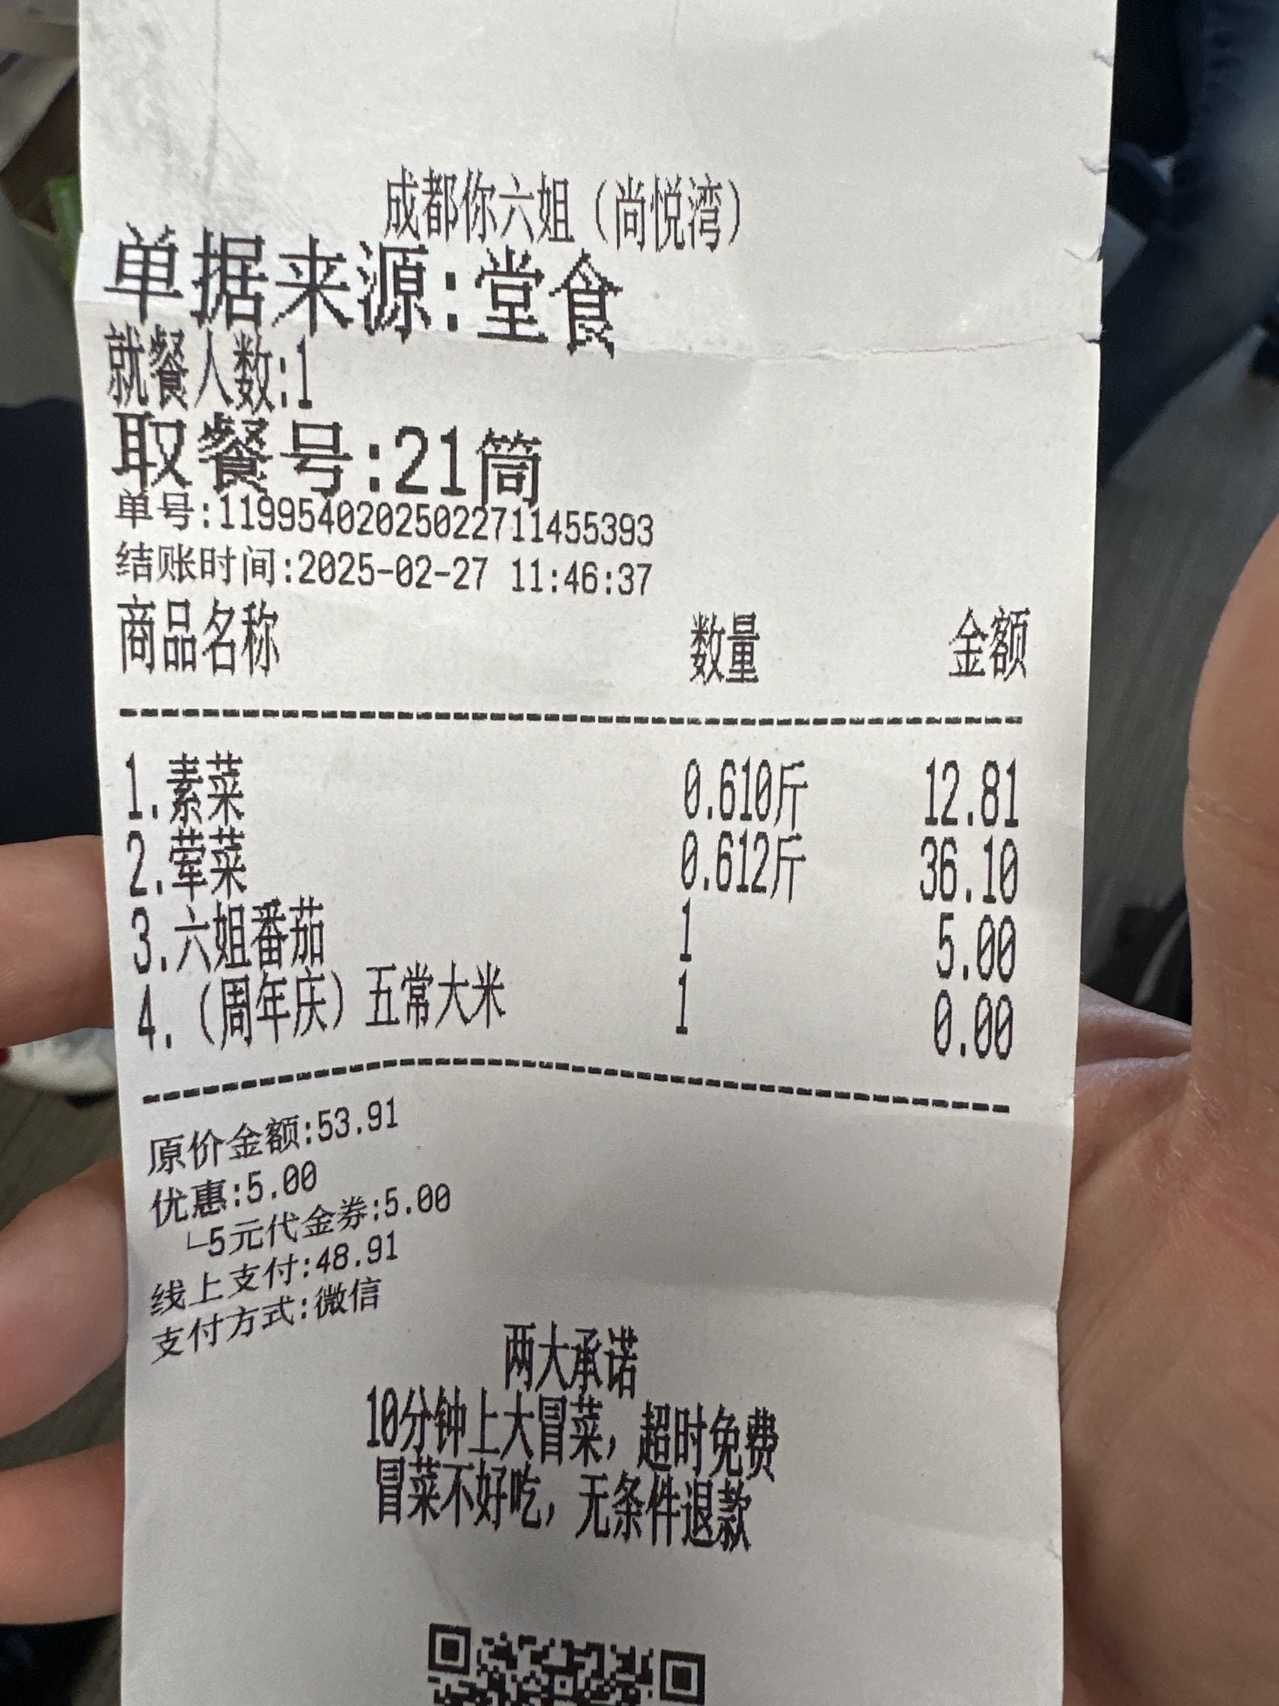 成都你六姐（尚悦湾）
单据来源:堂食
就餐人数:1
取餐号:21筒
单号:11995402025022711455393
结账时间:2025-02-27 11:46:37
商品名称 数量 金额
1.素菜 0.610斤 12.81
2.荤菜 0.612斤 36.10
3.六姐番茄 1 5.00
4.（周年庆）五常大米 1 0.00
原价金额:53.91
优惠:5.00
└5元代金券:5.00
线上支付:48.91
支付方式:微信
两大承诺
10分钟上大冒菜，超时免费
冒菜不好吃，无条件退款